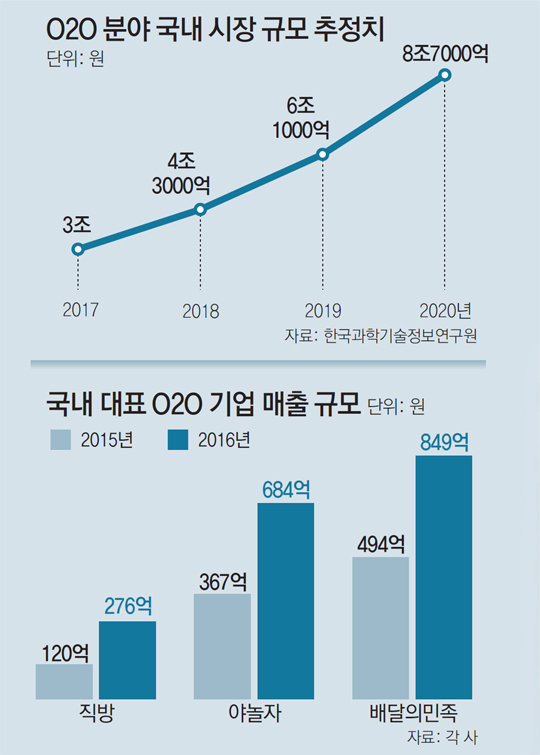 O2O 분야 국내 시장 규모 추정치
단위: 원
8조7000억
6조
1000억
4조
3000억
3조
2017
2018
2019
2020년
자료: 한국과학기술정보연구원
국내 대표 O2O 기업 매출 규모 단위: 원
2015년
2016년
120억
276억
367억
684억
494억
849억
직방
야놀자
배달의민족
자료: 각 사